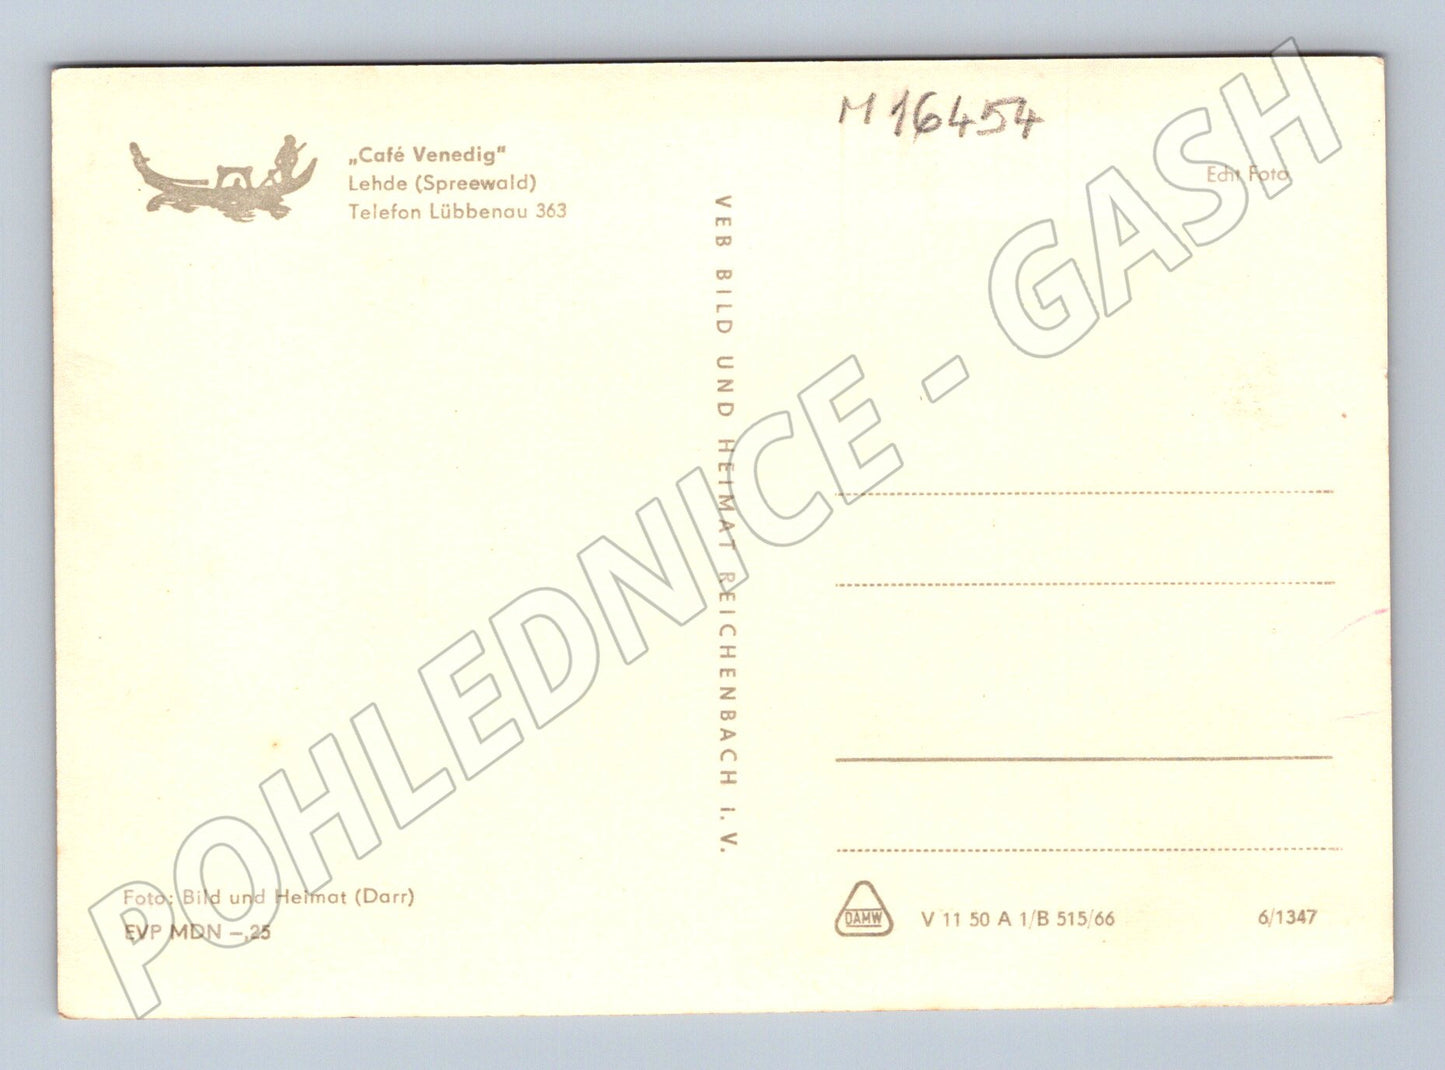 M 16454
„Café Venedig“
Lehde (Spreewald)
Telefon Lübbenau 363
Echt Foto
VEB BILD UND HEIMAT REICHENBACH I. V.
POHLEDNICE - GASH
Foto: Bild und Heimat (Darr)
EVP MDN –,25
DAMW
V 11 50 A 1/B 515/66
6/1347